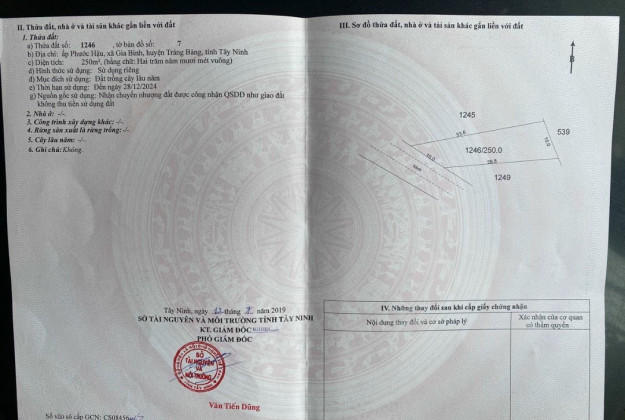 II. Thửa đất, nhà ở và tài sản khác gắn liền với đất
1. Thửa đất:
a) Thửa đất số: 1246 , tờ bản đồ số: 7
b) Địa chỉ: ấp Phước Hậu, xã Gia Bình, huyện Trảng Bàng, tỉnh Tây Ninh
c) Diện tích: 250m², (bằng chữ: Hai trăm năm mươi mét vuông)
d) Hình thức sử dụng: Sử dụng riêng
đ) Mục đích sử dụng: Đất trồng cây lâu năm
e) Thời hạn sử dụng: Đến ngày 28/12/2024
g) Nguồn gốc sử dụng: Nhận chuyển nhượng đất được công nhận QSDĐ như giao đất
không thu tiền sử dụng đất
2. Nhà ở: -/-
3. Công trình xây dựng khác: -/-
4. Rừng sản xuất là rừng trồng: -/-
5. Cây lâu năm: -/-
6. Ghi chú: Không.
Tây Ninh, ngày tháng năm 2019
SỞ TÀI NGUYÊN VÀ MÔI TRƯỜNG TỈNH TÂY NINH
KT. GIÁM ĐỐC
PHÓ GIÁM ĐỐC
SỞ
TÀI NGUYÊN
VÀ
MÔI TRƯỜNG
Văn Tiến Dũng
Số vào sổ cấp GCN:
III. Sơ đồ thửa đất, nhà ở và tài sản khác gắn liền với đất
B
1245
539
1246/250.0
1249
IV. Những thay đổi sau khi cấp giấy chứng nhận
Nội dung thay đổi và cơ sở pháp lý
Xác nhận của cơ quan
có thẩm quyền